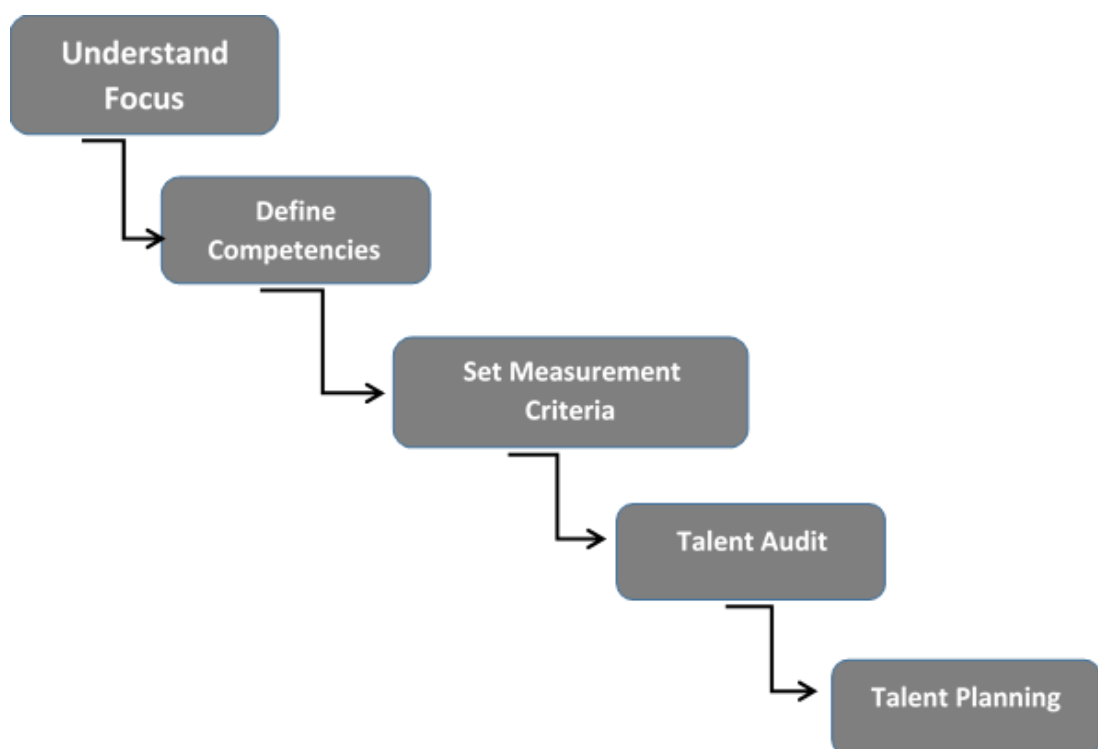 Understand
Focus
Define
Competencies
Set Measurement
Criteria
Talent Audit
Talent Planning